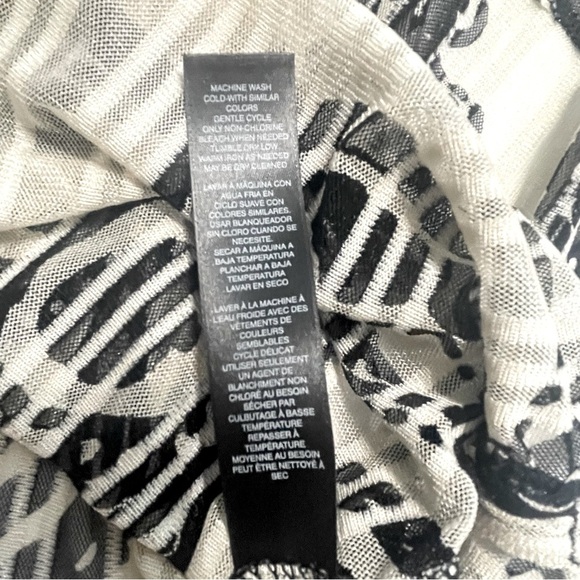 MACHINE WASH
COLD-WITH SIMILAR
COLORS
GENTLE CYCLE
ONLY NON-CHLORINE
BLEACH WHEN NEEDED
TUMBLE DRY LOW
WARM IRON AS NEEDED
MAY BE DRY CLEANED
LAVAR A MÁQUINA CON
AGUA FRIA EN
CICLO SUAVE CON
COLORES SIMILARES.
USAR BLANQUEADOR
SIN CLORO CUANDO SE
NECESITE.
SECAR A MÁQUINA A
BAJA TEMPERATURA
PLANCHAR A BAJA
TEMPERATURA
LAVAR EN SECO
LAVER À LA MACHINE À
L'EAU FROIDE AVEC DES
VÊTEMENTS DE
COULEURS
SEMBLABLES
CYCLE DÉLICAT
UTILISER SEULEMENT
UN AGENT DE
BLANCHIMENT NON
CHLORÉ AU BESOIN
SÉCHER PAR
CULBUTAGE À BASSE
TEMPÉRATURE
REPASSER À
TEMPÉRATURE
MOYENNE AU BESOIN
PEUT ÊTRE NETTOYÉ À
SEC